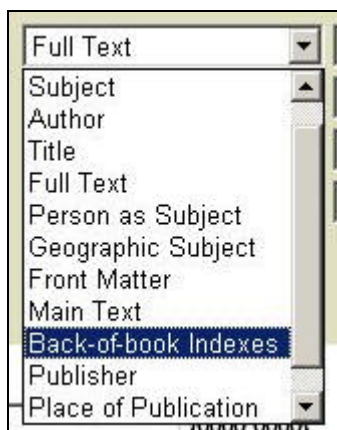 Full Text
Subject
Author
Title
Full Text
Person as Subject
Geographic Subject
Front Matter
Main Text
Back-of-book Indexes
Publisher
Place of Publication